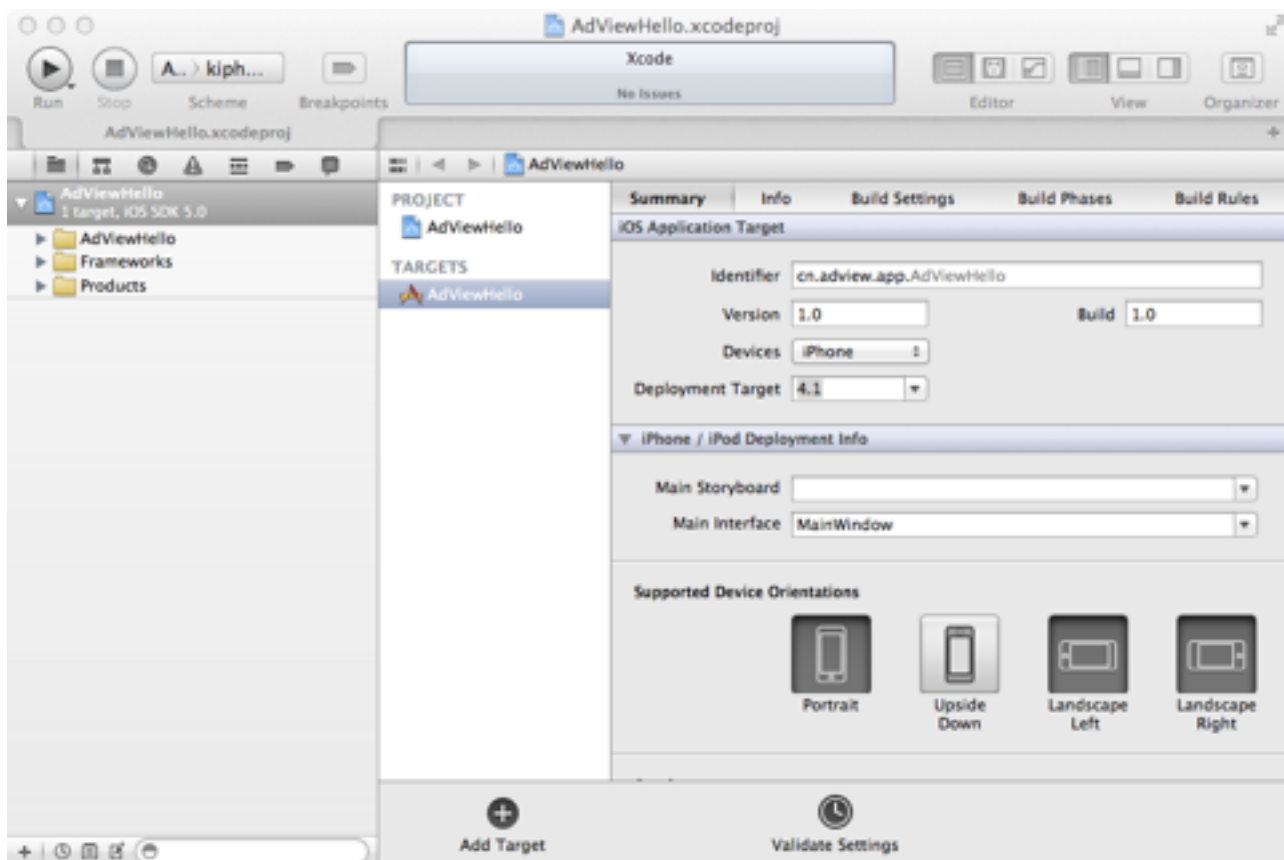 AdViewHello.xcodeproj
A.. › kiph...
Xcode
No Issues
Run
Stop
Scheme
Breakpoints
Editor
View
Organizer
AdViewHello.xcodeproj
AdViewHello
AdViewHello
1 target, iOS SDK 5.0
AdViewHello
Frameworks
Products
PROJECT
AdViewHello
TARGETS
AdViewHello
Summary Info Build Settings Build Phases Build Rules
iOS Application Target
Identifier cn.adview.app.AdViewHello
Version 1.0 Build 1.0
Devices iPhone
Deployment Target 4.1
iPhone / iPod Deployment Info
Main Storyboard
Main Interface MainWindow
Supported Device Orientations
Portrait
Upside
Down
Landscape
Left
Landscape
Right
Add Target
Validate Settings